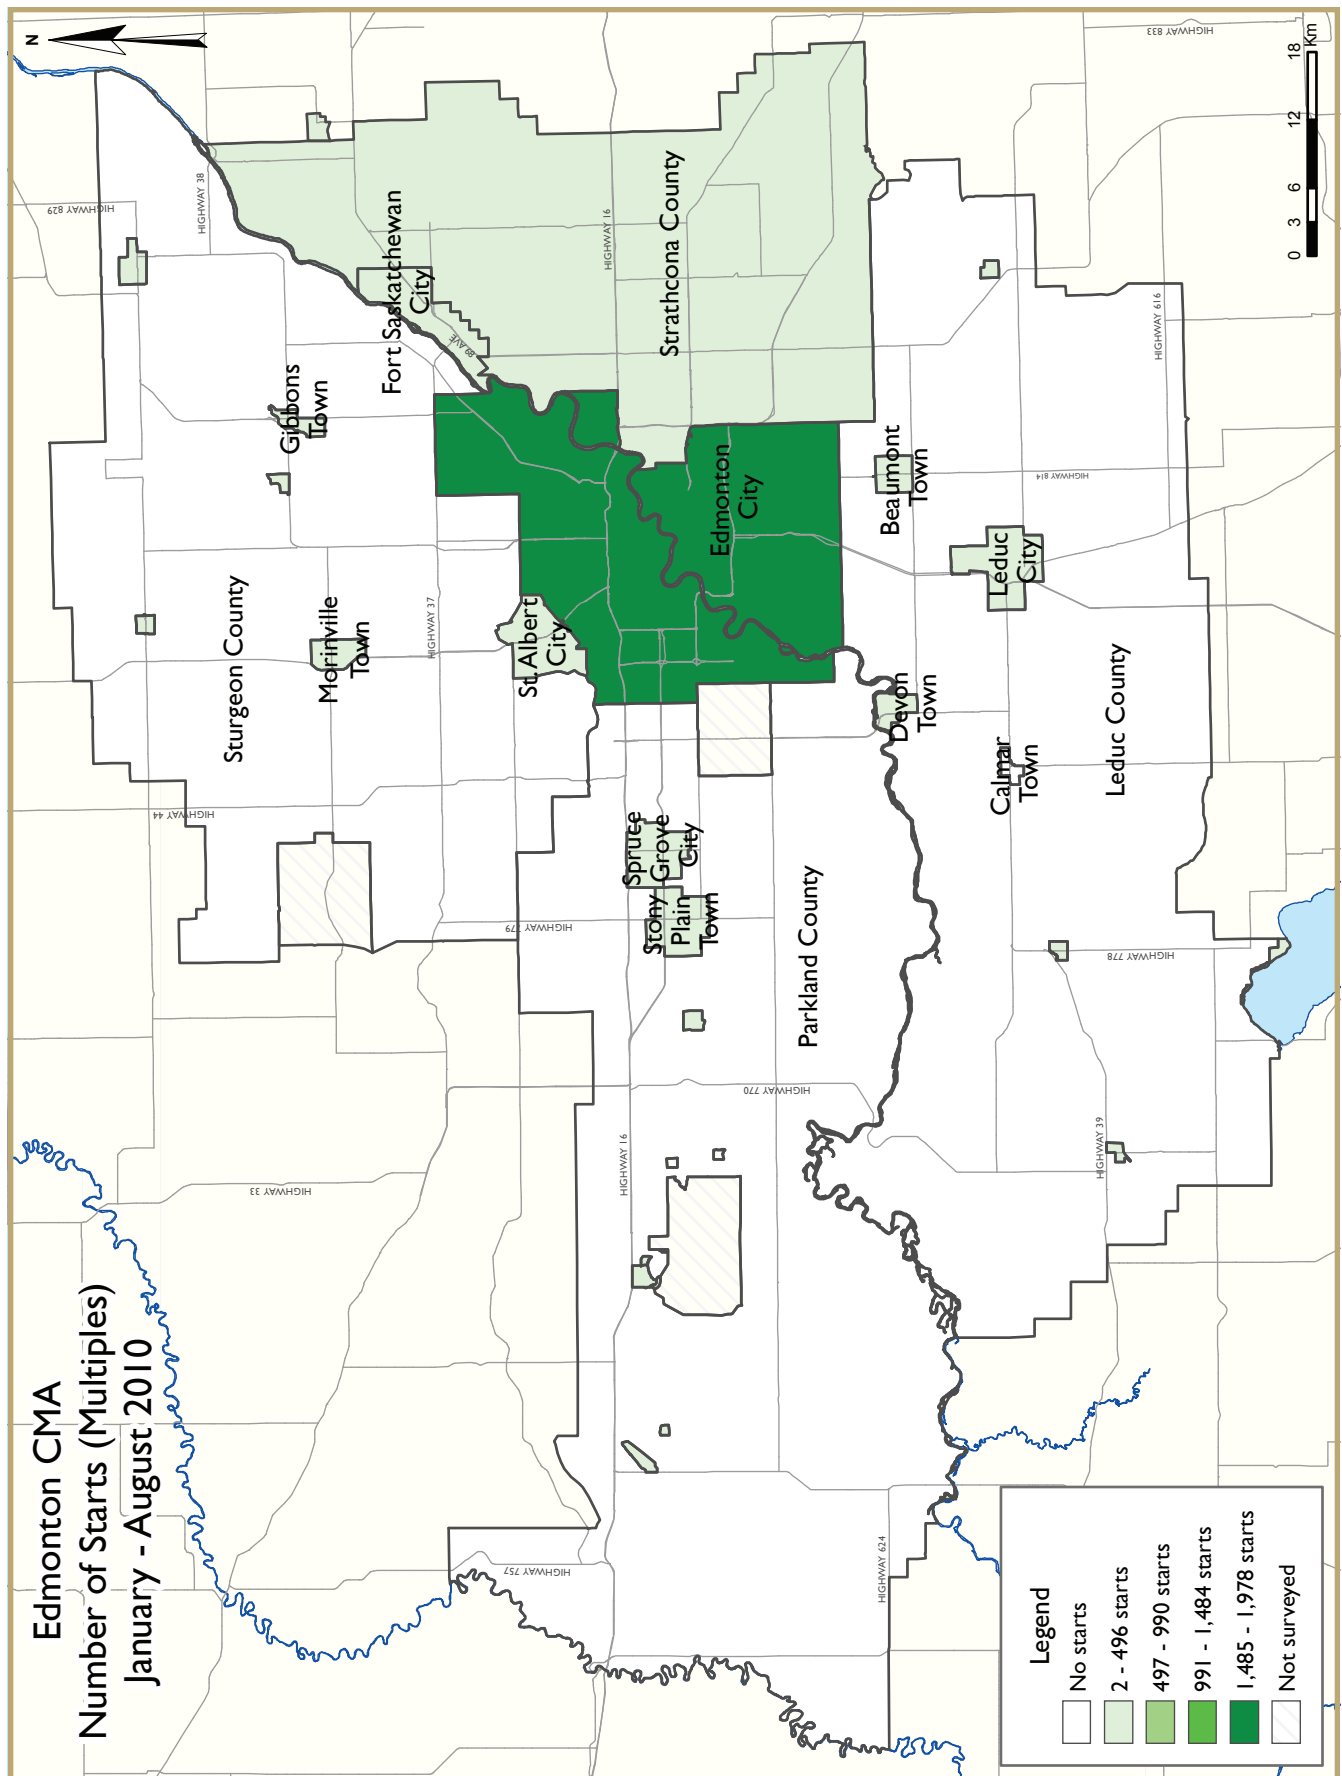 Edmonton CMA
Number of Starts (Multiples)
January - August 2010
N
HIGHWAY 829
HIGHWAY 38
HIGHWAY 833
HIGHWAY 44
Sturgeon County
Gibbons
Town
Morinville
Town
HIGHWAY 37
Fort Saskatchewan
City
89 AVE
HIGHWAY 16
Strathcona County
St. Albert
City
Edmonton
City
HIGHWAY 779
Spruce
Grove
City
Stony
Plain
Town
HIGHWAY 33
HIGHWAY 16
HIGHWAY 770
Parkland County
HIGHWAY 757
HIGHWAY 624
Beaumont
Town
HIGHWAY 814
Leduc
City
Devon
Town
Calmar
Town
Leduc County
HIGHWAY 616
HIGHWAY 778
HIGHWAY 39
0 3 6 12 18
Km
Legend
No starts
2 - 496 starts
497 - 990 starts
991 - 1,484 starts
1,485 - 1,978 starts
Not surveyed